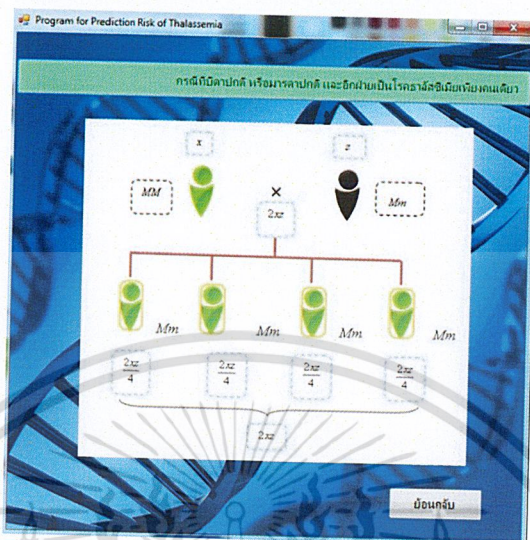 Program for Prediction Risk of Thalassemia
กรณีที่บิดาปกติ หรือมารดาปกติ และอีกฝ่ายเป็นโรคธาลัสซีเมียเพียงคนเดียว
x z
MM × Mm
2xz
Mm Mm Mm Mm
2xz/4 2xz/4 2xz/4 2xz/4
2xz
ย้อนกลับ